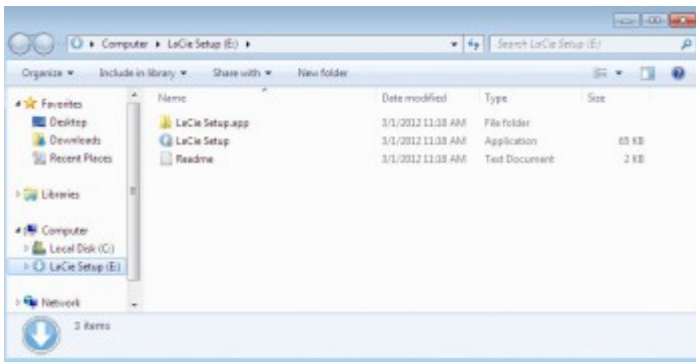 Computer ▸ LaCie Setup (E:) ▸
Search LaCie Setup (E:)
Organize Include in library Share with New folder
Favorites
Desktop
Downloads
Recent Places
Libraries
Computer
Local Disk (C:)
LaCie Setup (E:)
Network
Name Date modified Type Size
LaCie Setup.app 3/1/2012 11:38 AM File folder
LaCie Setup 3/1/2012 11:38 AM Application 65 KB
Readme 3/1/2012 11:38 AM Text Document 2 KB
3 items